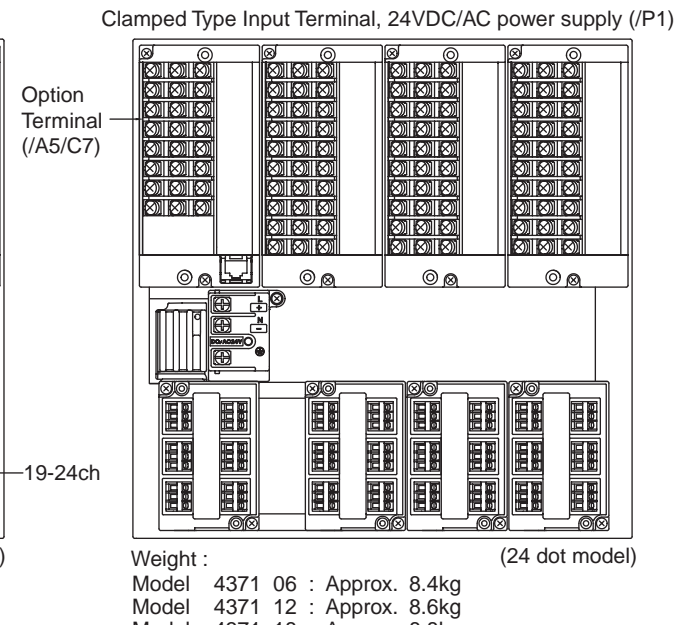 Clamped Type Input Terminal, 24VDC/AC power supply (/P1)
Option
Terminal
(/A5/C7)
L
+
N
−
DC/AC24V
19-24ch
)
(24 dot model)
Weight :
Model 4371 06 : Approx. 8.4kg
Model 4371 12 : Approx. 8.6kg